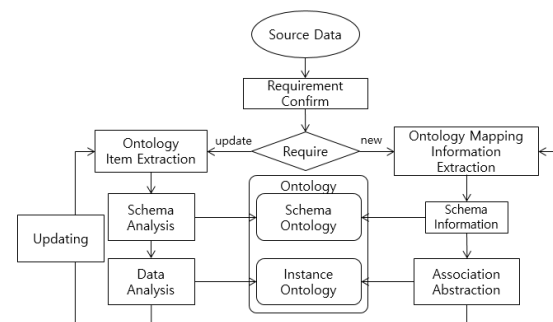 Source Data
Requirement
Confirm
Require
update
new
Ontology
Item Extraction
Ontology Mapping
Information
Extraction
Ontology
Schema
Analysis
Schema
Ontology
Schema
Information
Updating
Data
Analysis
Instance
Ontology
Association
Abstraction